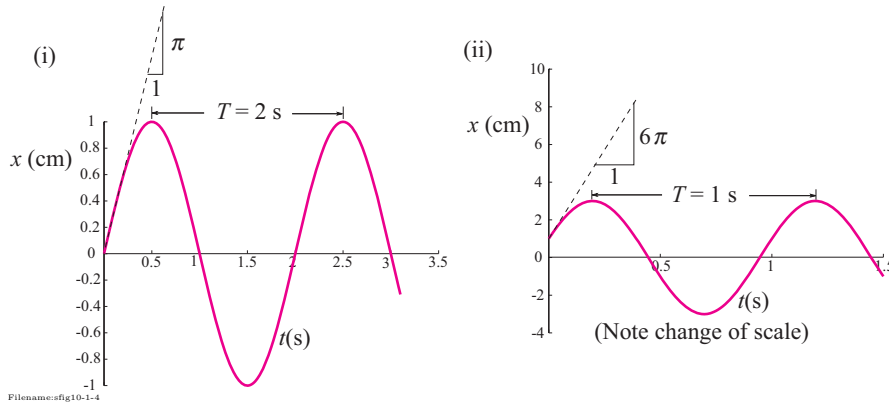 (i)
π
1
T = 2 s
x (cm)
1
0.8
0.6
0.4
0.2
0
-0.2
-0.4
-0.6
-0.8
-1
0.5
1
1.5
2
2.5
3
3.5
t(s)
Filename:sfig10-1-4
(ii)
10
8
6
4
2
0
-2
-4
x (cm)
6π
1
T = 1 s
0.5
1
1.5
t(s)
(Note change of scale)